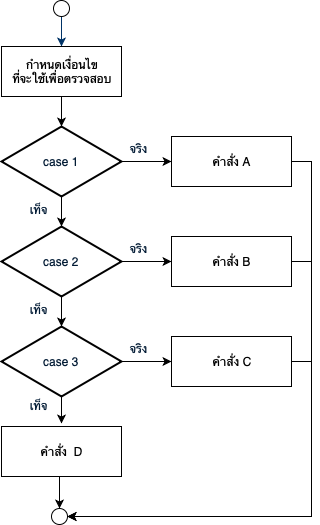 กำหนดเงื่อนไข
ที่จะใช้เพื่อตรวจสอบ
case 1
จริง
คำสั่ง A
เท็จ
case 2
จริง
คำสั่ง B
เท็จ
case 3
จริง
คำสั่ง C
เท็จ
คำสั่ง D